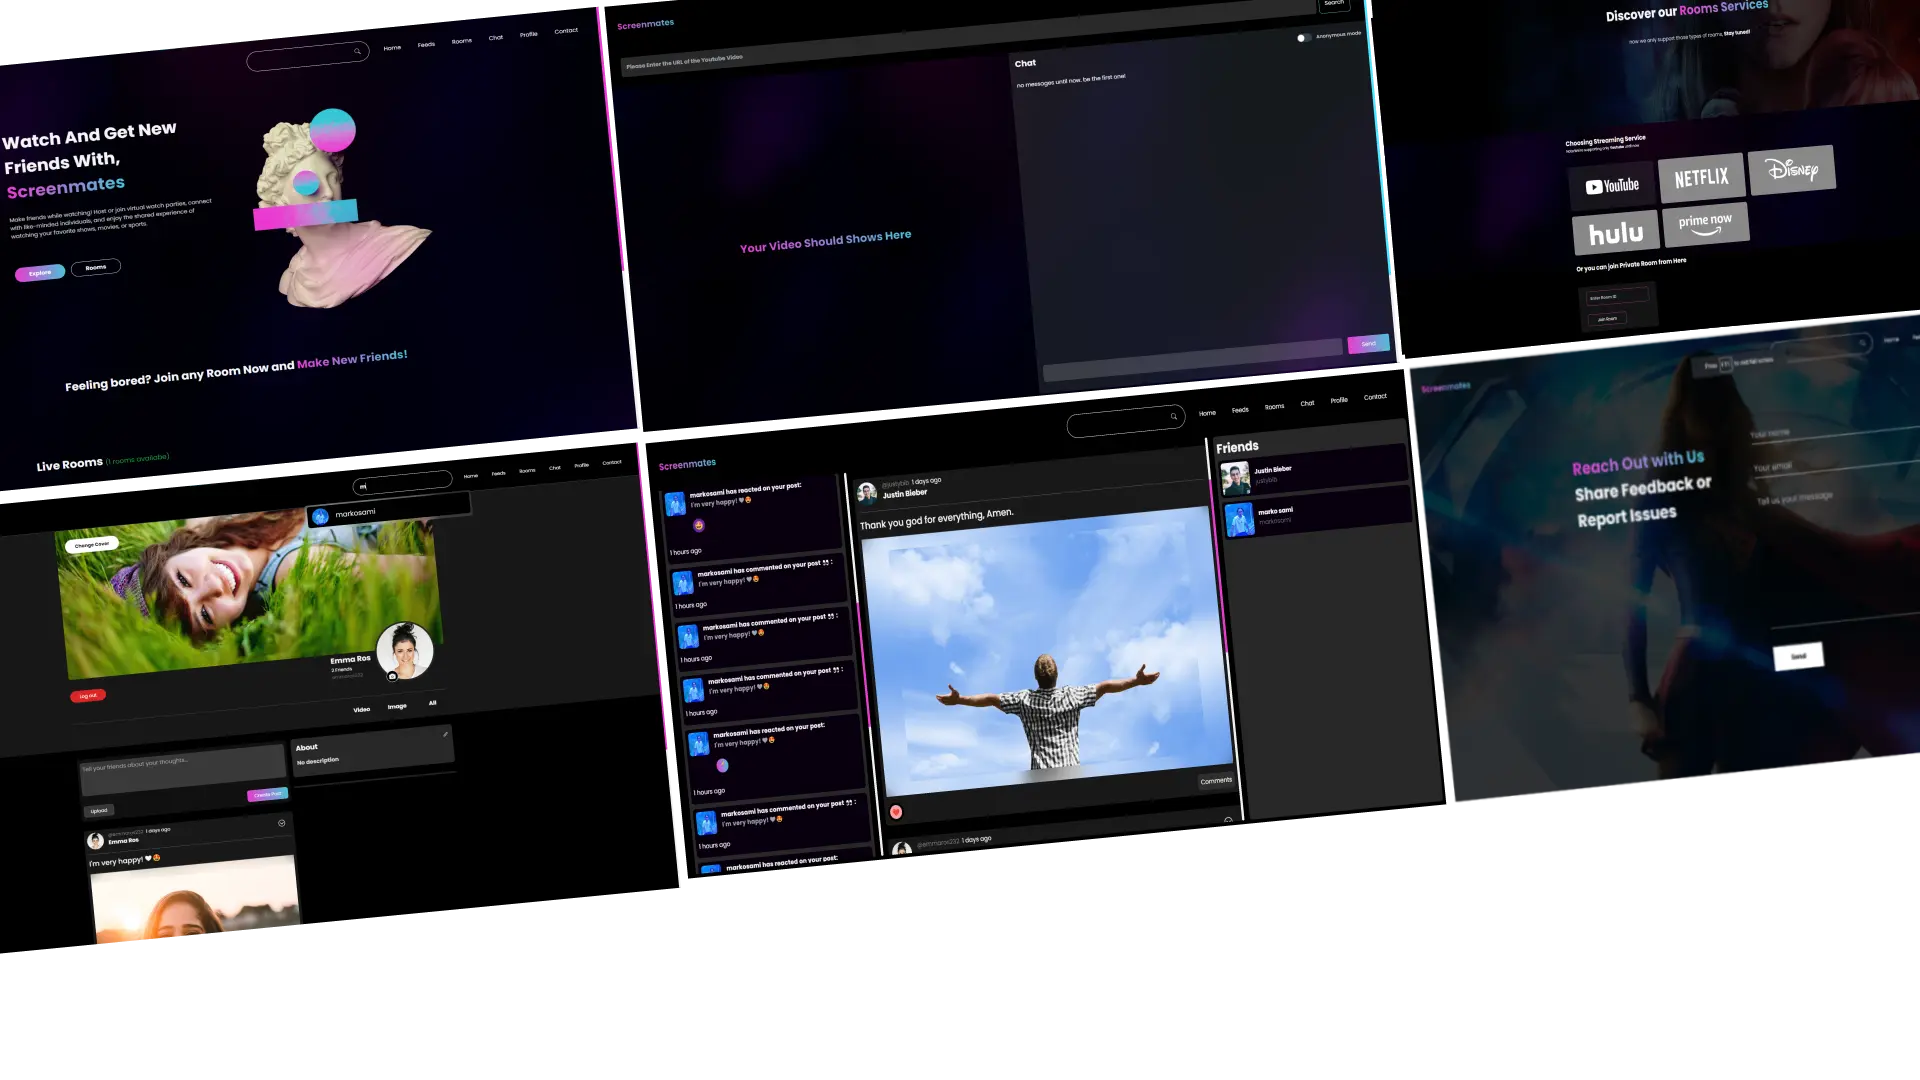 Home
Feeds
Rooms
Chat
Profile
Contact
Watch And Get New
Friends With,
Screenmates
Make friends while watching! Host or join virtual watch parties, connect
with like-minded individuals, and enjoy the shared experience of
watching your favorite shows, movies, or sports.
Explore
Rooms
Feeling bored? Join any Room Now and Make New Friends!
Live Rooms (1 rooms available)
Screenmates
Search
Please Enter the URL of the Youtube Video
Anonymous mode
Chat
no messages until now. be the first one!
Your Video Should Shows Here
Send
Discover our Rooms Services
now we only support those types of rooms, Stay tuned!
Choosing Streaming Service
YouTube
NETFLIX
Disney
hulu
prime now
Or you can join Private Room from Here
Enter Room ID
Join Room
m
Home
Feeds
Rooms
Chat
Profile
Contact
markosami
Change Cover
Emma Ros
3 Friends
log out
Video
Image
All
Tell your friends about your thoughts...
Create Post
Upload
About
No description
@emmaros232 1 days ago
Emma Ros
I'm very happy! 🤍😍
Screenmates
Home
Feeds
Rooms
Chat
Profile
Contact
markosami has reacted on your post:
I'm very happy! 🤍😍
1 hours ago
markosami has commented on your post :
I'm very happy! 🤍😍
1 hours ago
markosami has commented on your post :
I'm very happy! 🤍😍
1 hours ago
markosami has commented on your post :
I'm very happy! 🤍😍
1 hours ago
markosami has reacted on your post:
I'm very happy! 🤍😍
1 hours ago
markosami has commented on your post :
I'm very happy! 🤍😍
1 hours ago
markosami has reacted on your post:
@justybib 1 days ago
Justin Bieber
Thank you god for everything, Amen.
Comments
@emmaros232 1 days ago
Friends
Justin Bieber
justybib
marko sami
markosami
Screenmates
Home
Reach Out with Us
Share Feedback or
Report Issues
Your name
Your email
Tell us your message
Send